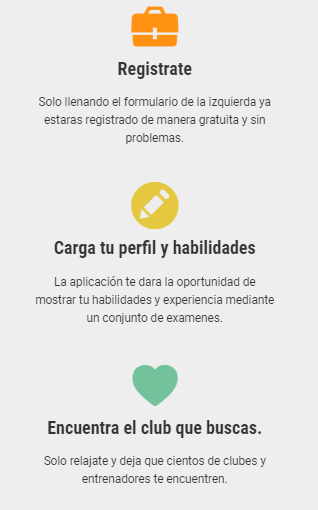 Registrate
Solo llenando el formulario de la izquierda ya
estaras registrado de manera gratuita y sin
problemas.
Carga tu perfil y habilidades
La aplicación te dara la oportunidad de
mostrar tu habilidades y experiencia mediante
un conjunto de examenes.
Encuentra el club que buscas.
Solo relajate y deja que cientos de clubes y
entrenadores te encuentren.